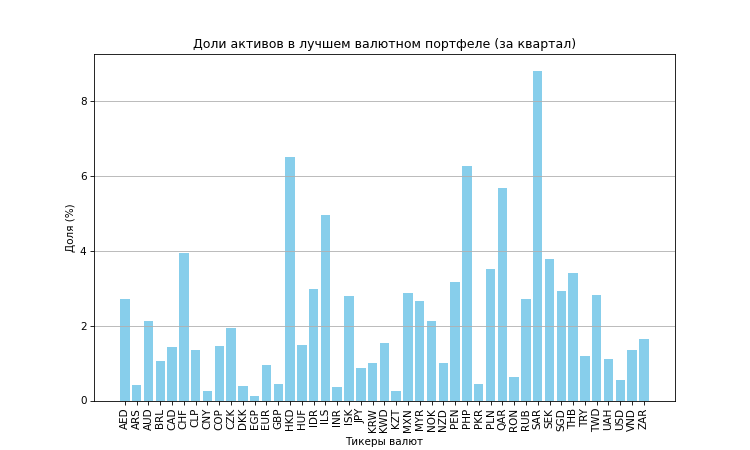 Доли активов в лучшем валютном портфеле (за квартал)
Доля (%)
8
6
4
2
0
AED ARS AUD BRL CAD CHF CLP CNY COP CZK DKK EGP EUR GBP HKD HUF IDR ILS INR ISK JPY KRW KWD KZT MXN MYR NOK NZD PEN PHP PKR PLN QAR RON RUB SAR SEK SGD THB TRY TWD UAH USD VND ZAR
Тикеры валют